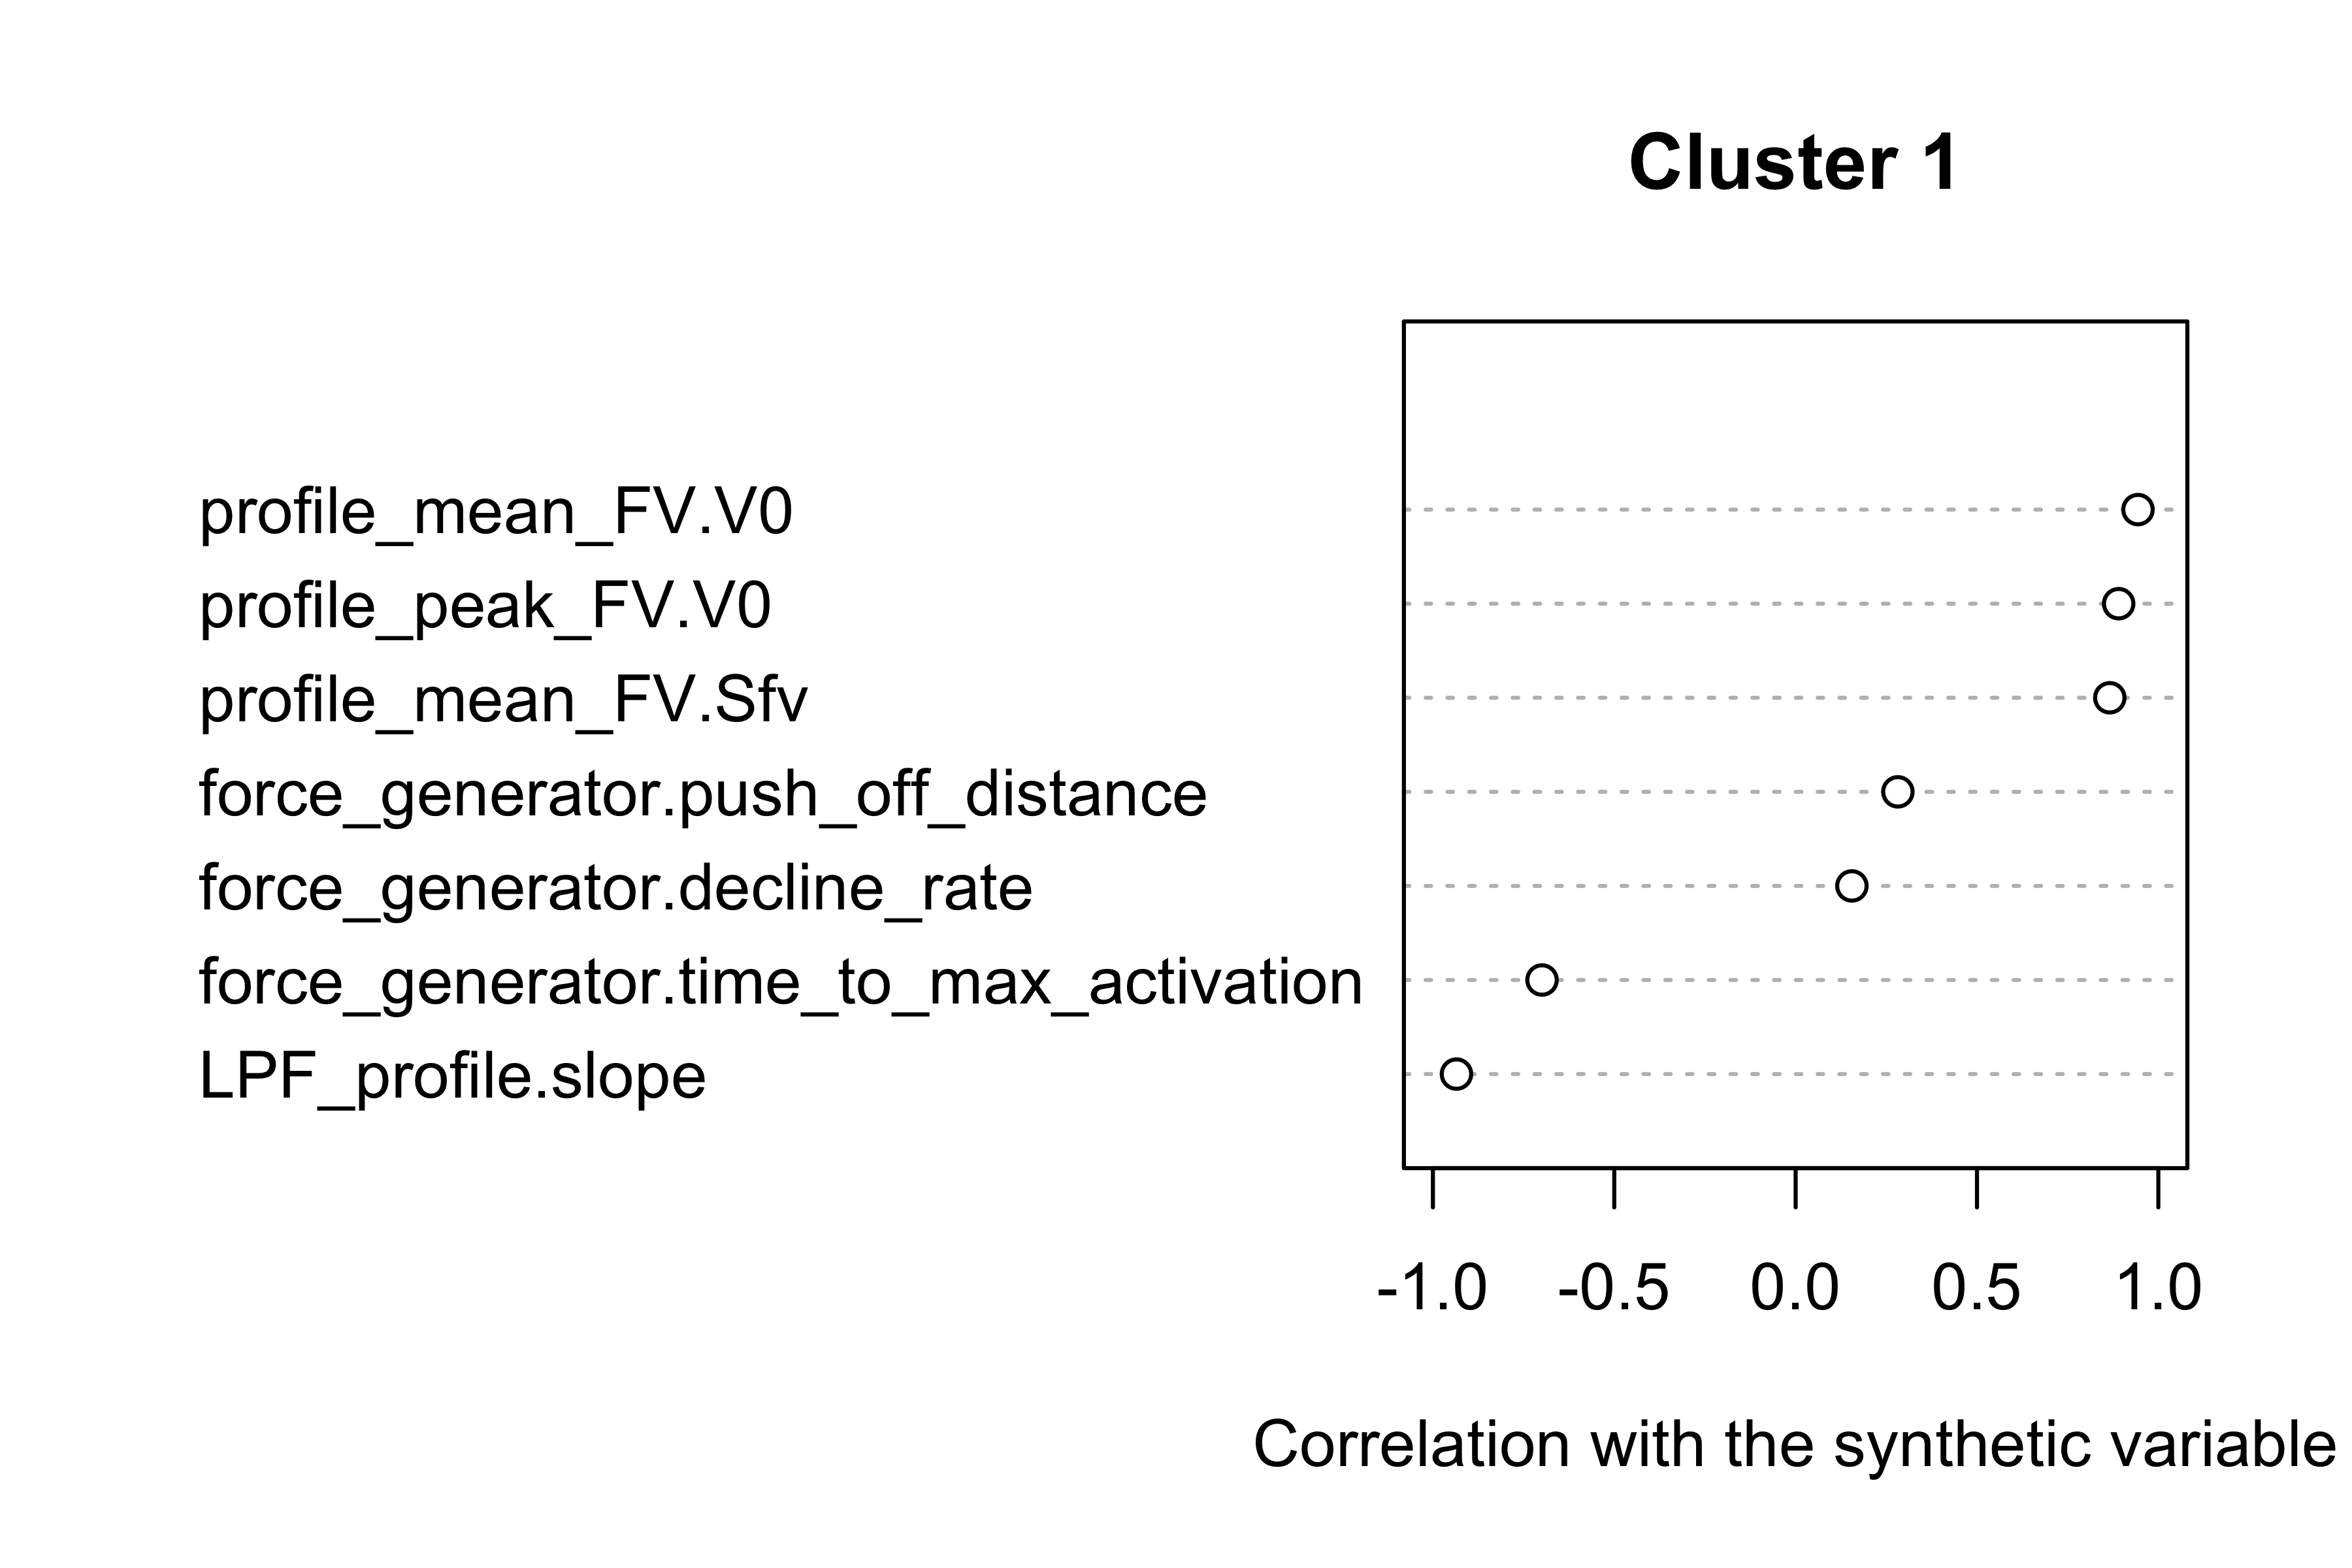 Cluster 1
profile_mean_FV.V0
profile_peak_FV.V0
profile_mean_FV.Sfv
force_generator.push_off_distance
force_generator.decline_rate
force_generator.time_to_max_activation
LPF_profile.slope
-1.0 -0.5 0.0 0.5 1.0
Correlation with the synthetic variable